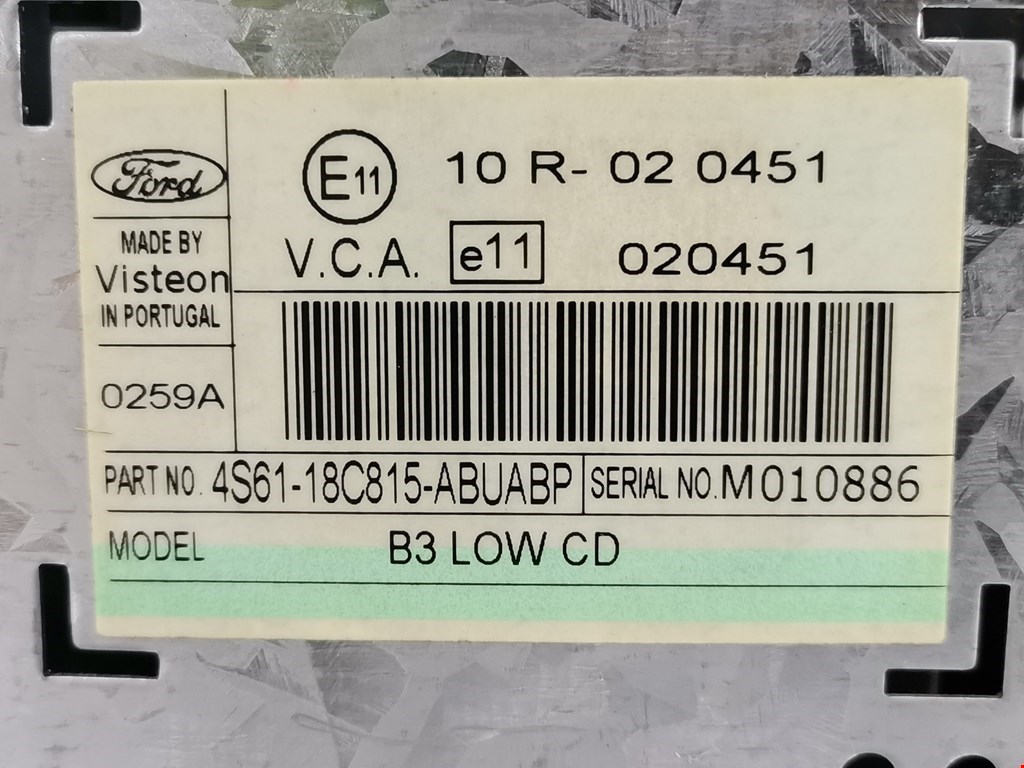 Ford
MADE BY
Visteon
IN PORTUGAL
0259A
E11 10 R- 02 0451
V.C.A. e11 020451
PART NO. 4S61-18C815-ABUABP SERIAL NO. M010886
MODEL B3 LOW CD